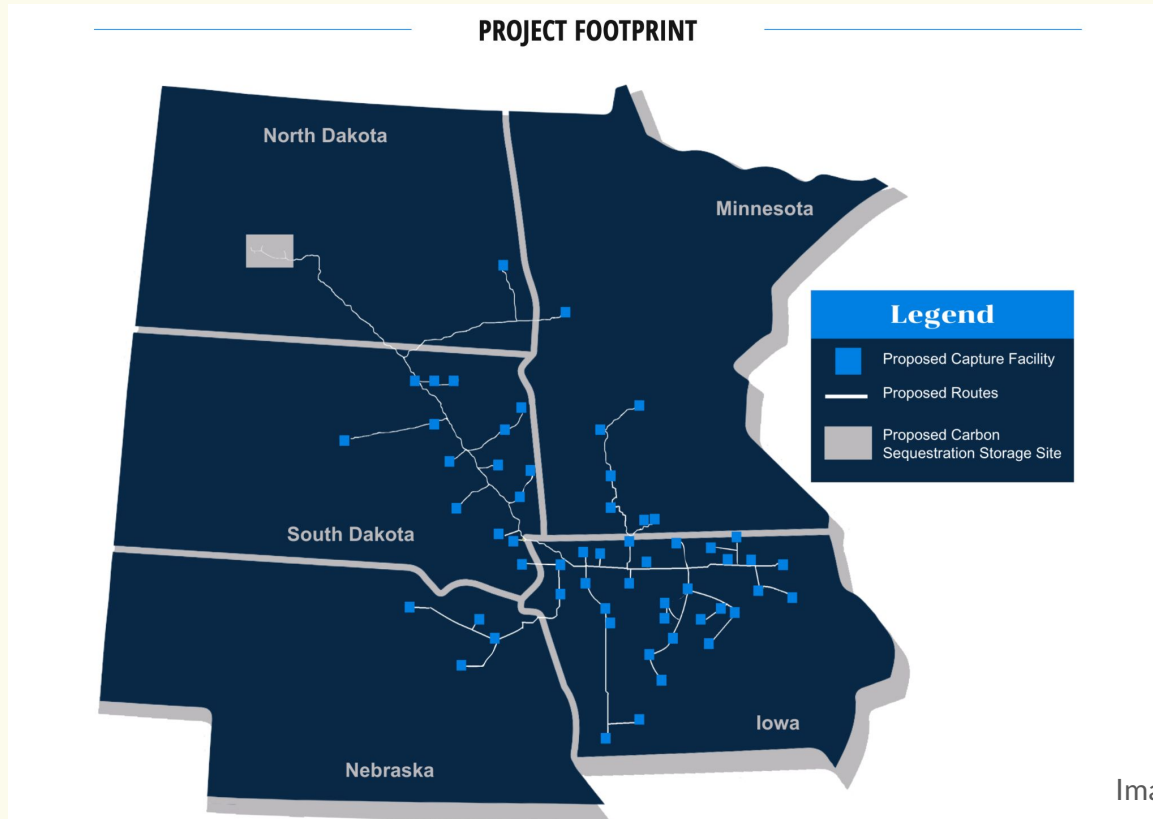 PROJECT FOOTPRINT
North Dakota
Minnesota
Legend
Proposed Capture Facility
Proposed Routes
Proposed Carbon
Sequestration Storage Site
South Dakota
Iowa
Nebraska
Ima